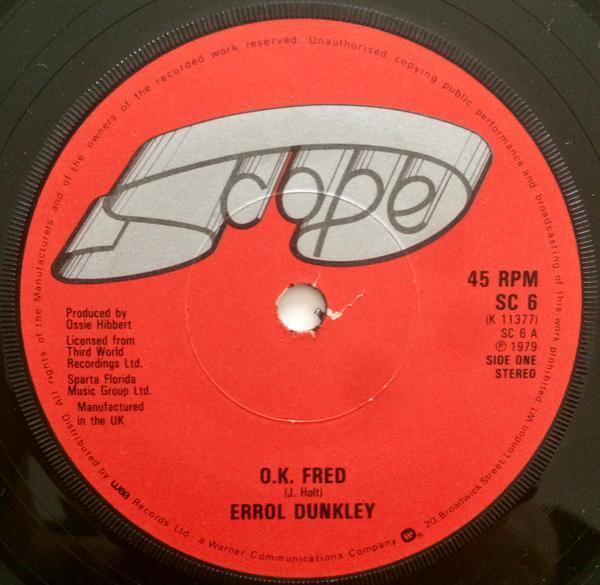 All rights of the Manufacturers and of the owners of the recorded work reserved. Unauthorised copying public performance and broadcasting of this work prohibited.
Scope
45 RPM
SC 6
(K 11377)
SC 6 A
℗ 1979
SIDE ONE
STEREO
Produced by
Ossie Hibbert
Licensed from
Third World
Recordings Ltd.
Sparta Florida
Music Group Ltd.
Manufactured
in the UK
O.K. FRED
(J. Holt)
ERROL DUNKLEY
Distributed by wea Records Ltd. a Warner Communications Company 20. Broadwick Street London W1